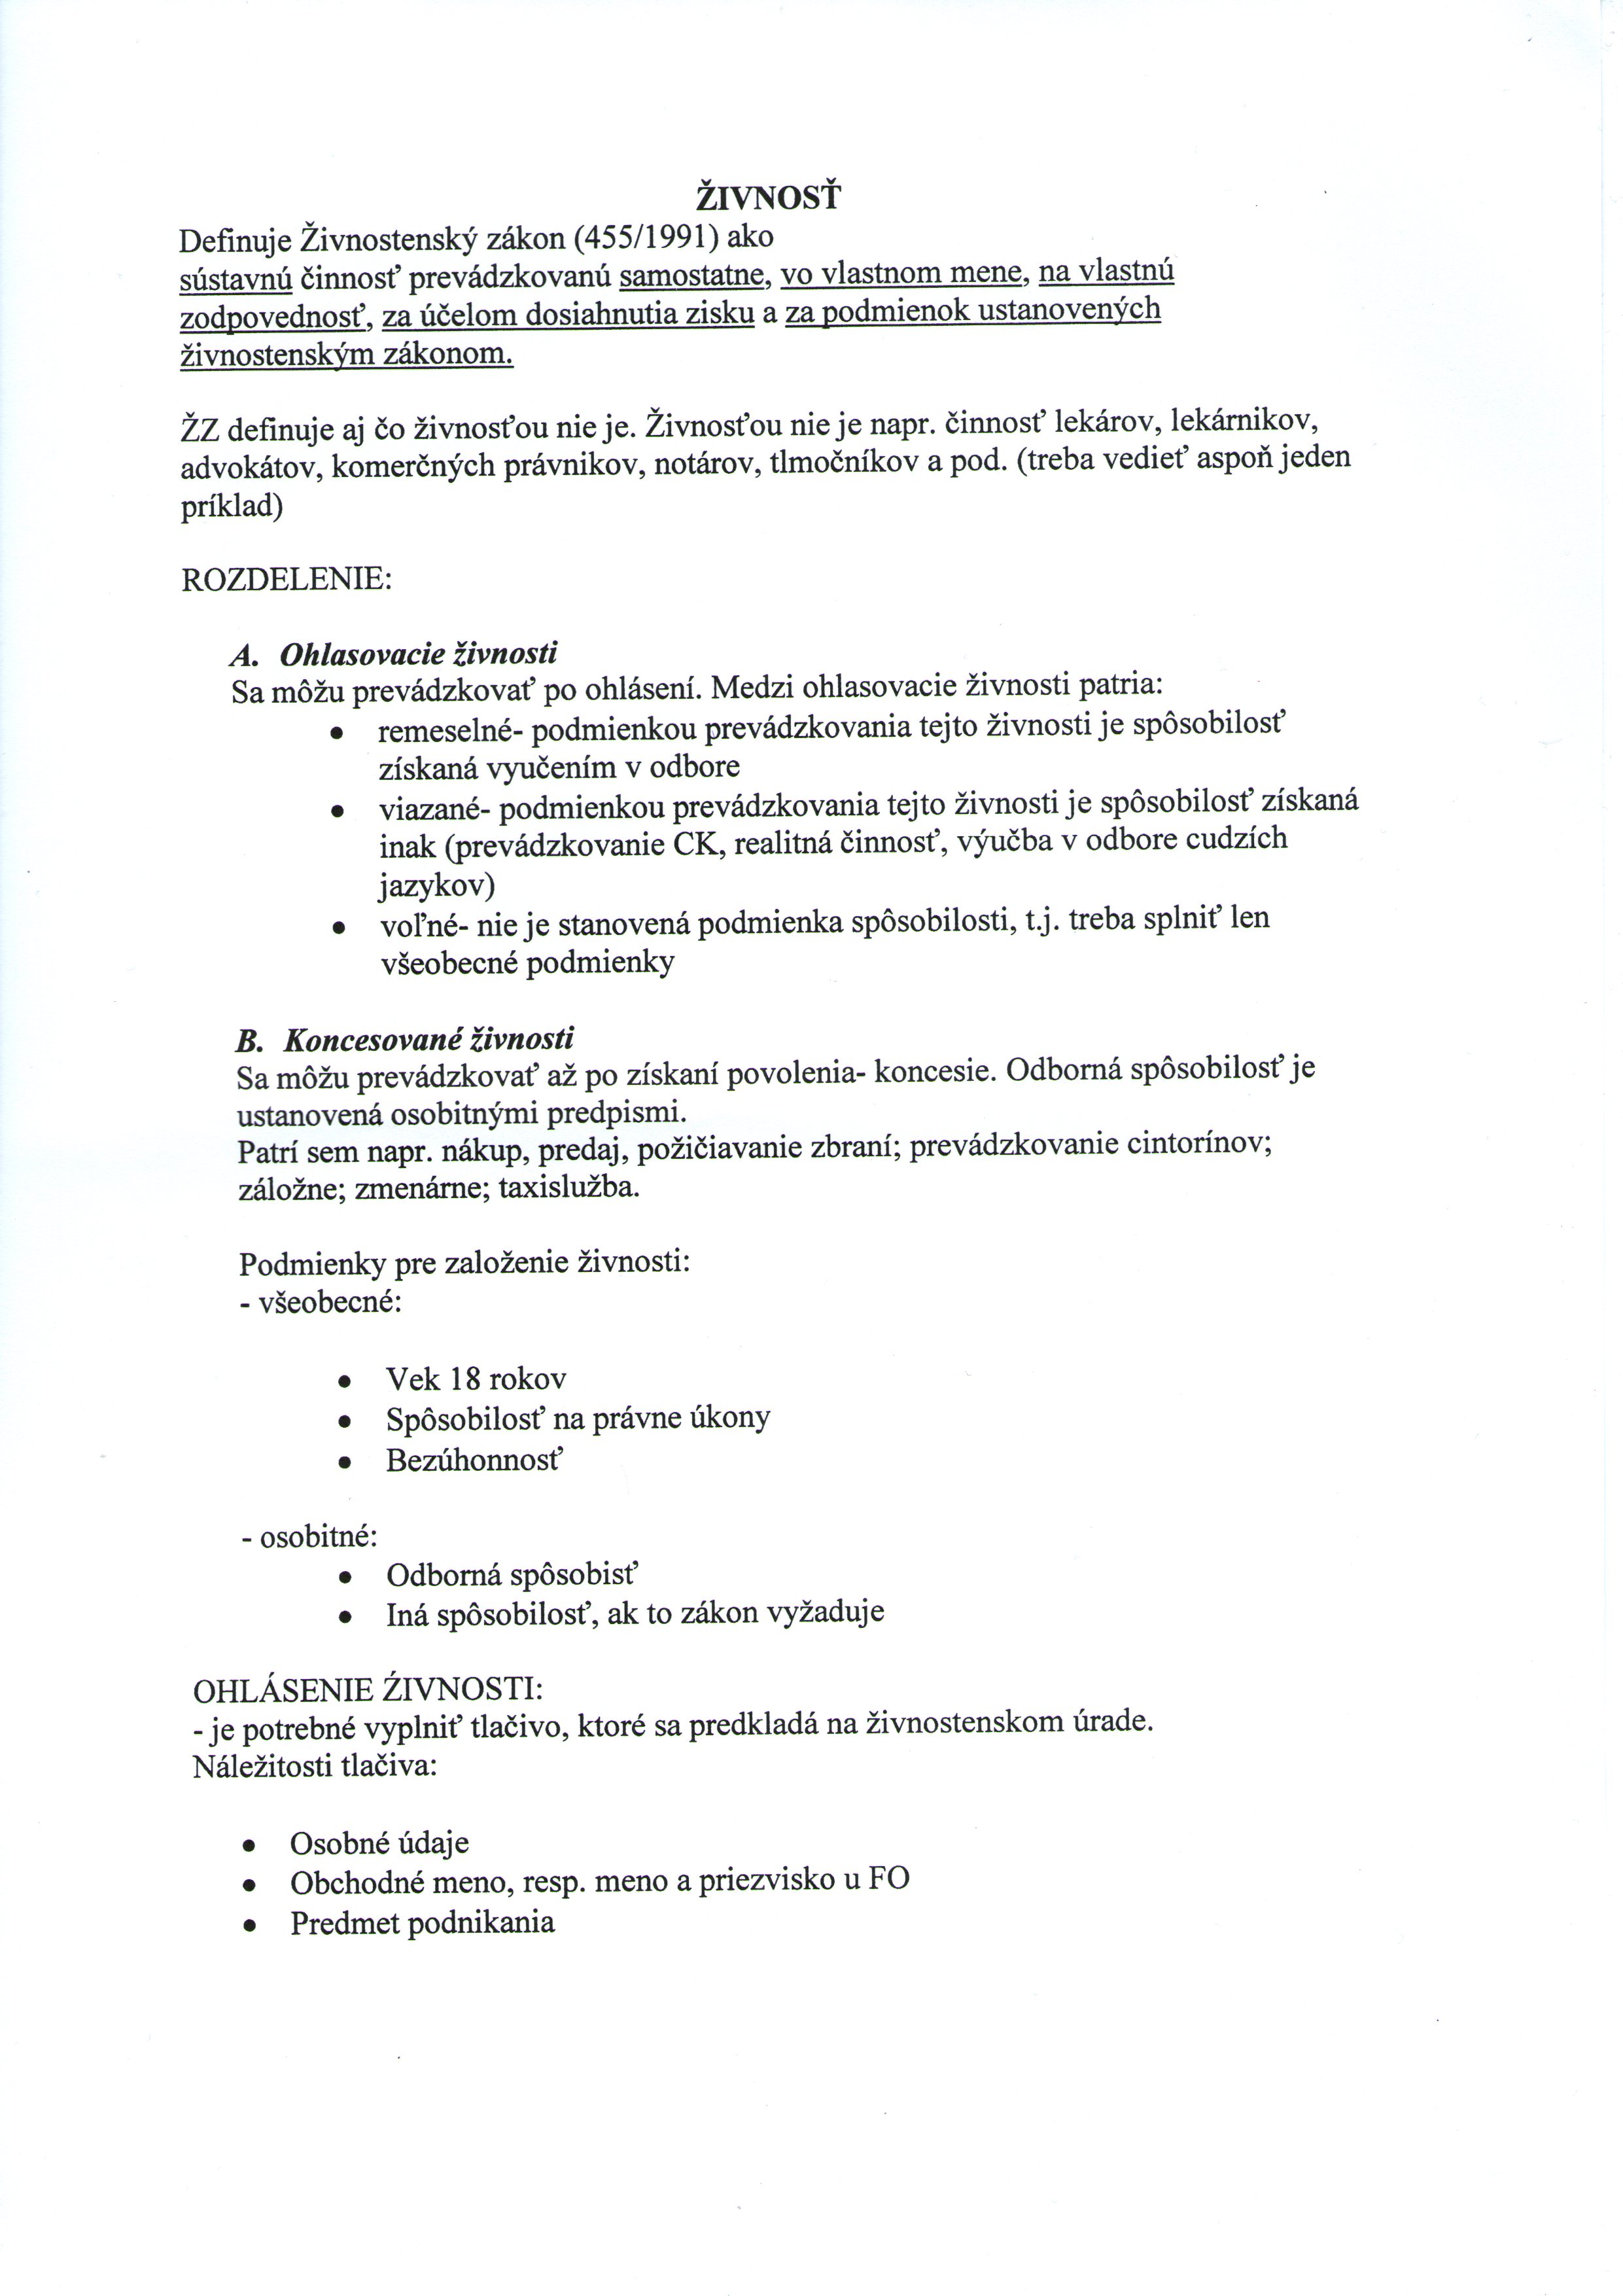 ŽIVNOSŤ
Definuje Živnostenský zákon (455/1991) ako
sústavnú činnosť prevádzkovanú samostatne, vo vlastnom mene, na vlastnú
zodpovednosť, za účelom dosiahnutia zisku a za podmienok ustanovených
živnostenským zákonom.
ŽZ definuje aj čo živnosťou nie je. Živnosťou nie je napr. činnosť lekárov, lekárnikov,
advokátov, komerčných právnikov, notárov, tlmočníkov a pod. (treba vedieť aspoň jeden
príklad)
ROZDELENIE:
A. Ohlasovacie živnosti
Sa môžu prevádzkovať po ohlásení. Medzi ohlasovacie živnosti patria:
• remeselné- podmienkou prevádzkovania tejto živnosti je spôsobilosť
získaná vyučením v odbore
• viazané- podmienkou prevádzkovania tejto živnosti je spôsobilosť získaná
inak (prevádzkovanie CK, realitná činnosť, výučba v odbore cudzích
jazykov)
• voľné- nie je stanovená podmienka spôsobilosti, t.j. treba splniť len
všeobecné podmienky
B. Koncesované živnosti
Sa môžu prevádzkovať až po získaní povolenia- koncesie. Odborná spôsobilosť je
ustanovená osobitnými predpismi.
Patrí sem napr. nákup, predaj, požičiavanie zbraní; prevádzkovanie cintorínov;
záložne; zmenárne; taxislužba.
Podmienky pre založenie živnosti:
- všeobecné:
• Vek 18 rokov
• Spôsobilosť na právne úkony
• Bezúhonnosť
- osobitné:
• Odborná spôsobisť
• Iná spôsobilosť, ak to zákon vyžaduje
OHLÁSENIE ŹIVNOSTI:
- je potrebné vyplniť tlačivo, ktoré sa predkladá na živnostenskom úrade.
Náležitosti tlačiva:
• Osobné údaje
• Obchodné meno, resp. meno a priezvisko u FO
• Predmet podnikania